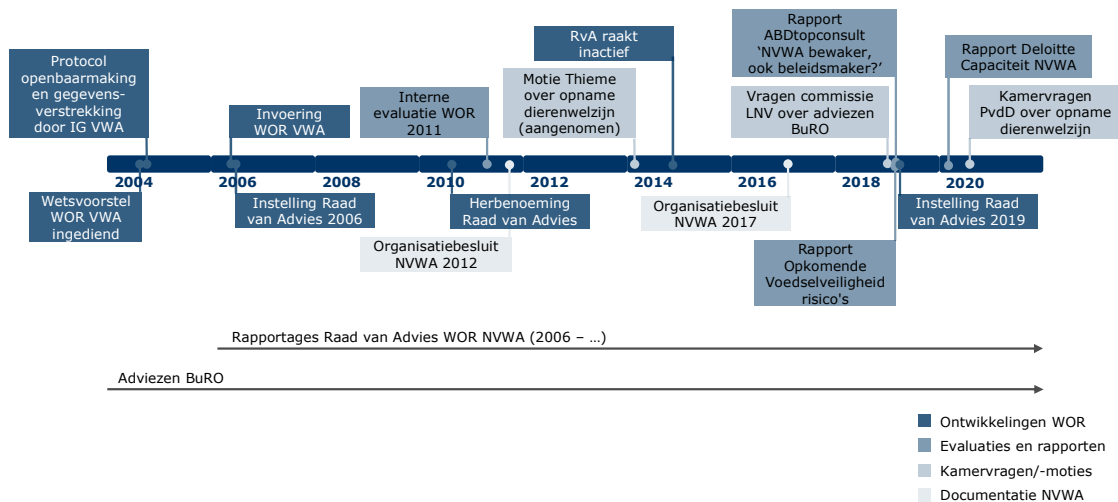 Protocol
openbaarmaking
en gegevens-
verstrekking
door IG VWA
Invoering
WOR VWA
Interne
evaluatie WOR
2011
Motie Thieme
over opname
dierenwelzijn
(aangenomen)
RvA raakt
inactief
Rapport
ABDtopconsult
‘NVWA bewaker,
ook beleidsmaker?’
Vragen commissie
LNV over adviezen
BuRO
Rapport Deloitte
Capaciteit NVWA
Kamervragen
PvdD over opname
dierenwelzijn
2004
2006
2008
2010
2012
2014
2016
2018
2020
Wetsvoorstel
WOR VWA
ingediend
Instelling Raad
van Advies 2006
Organisatiebesluit
NVWA 2012
Herbenoeming
Raad van Advies
Organisatiebesluit
NVWA 2017
Rapport
Opkomende
Voedselveiligheid
risico's
Instelling Raad
van Advies 2019
Rapportages Raad van Advies WOR NVWA (2006 – …)
Adviezen BuRO
Ontwikkelingen WOR
Evaluaties en rapporten
Kamervragen/-moties
Documentatie NVWA